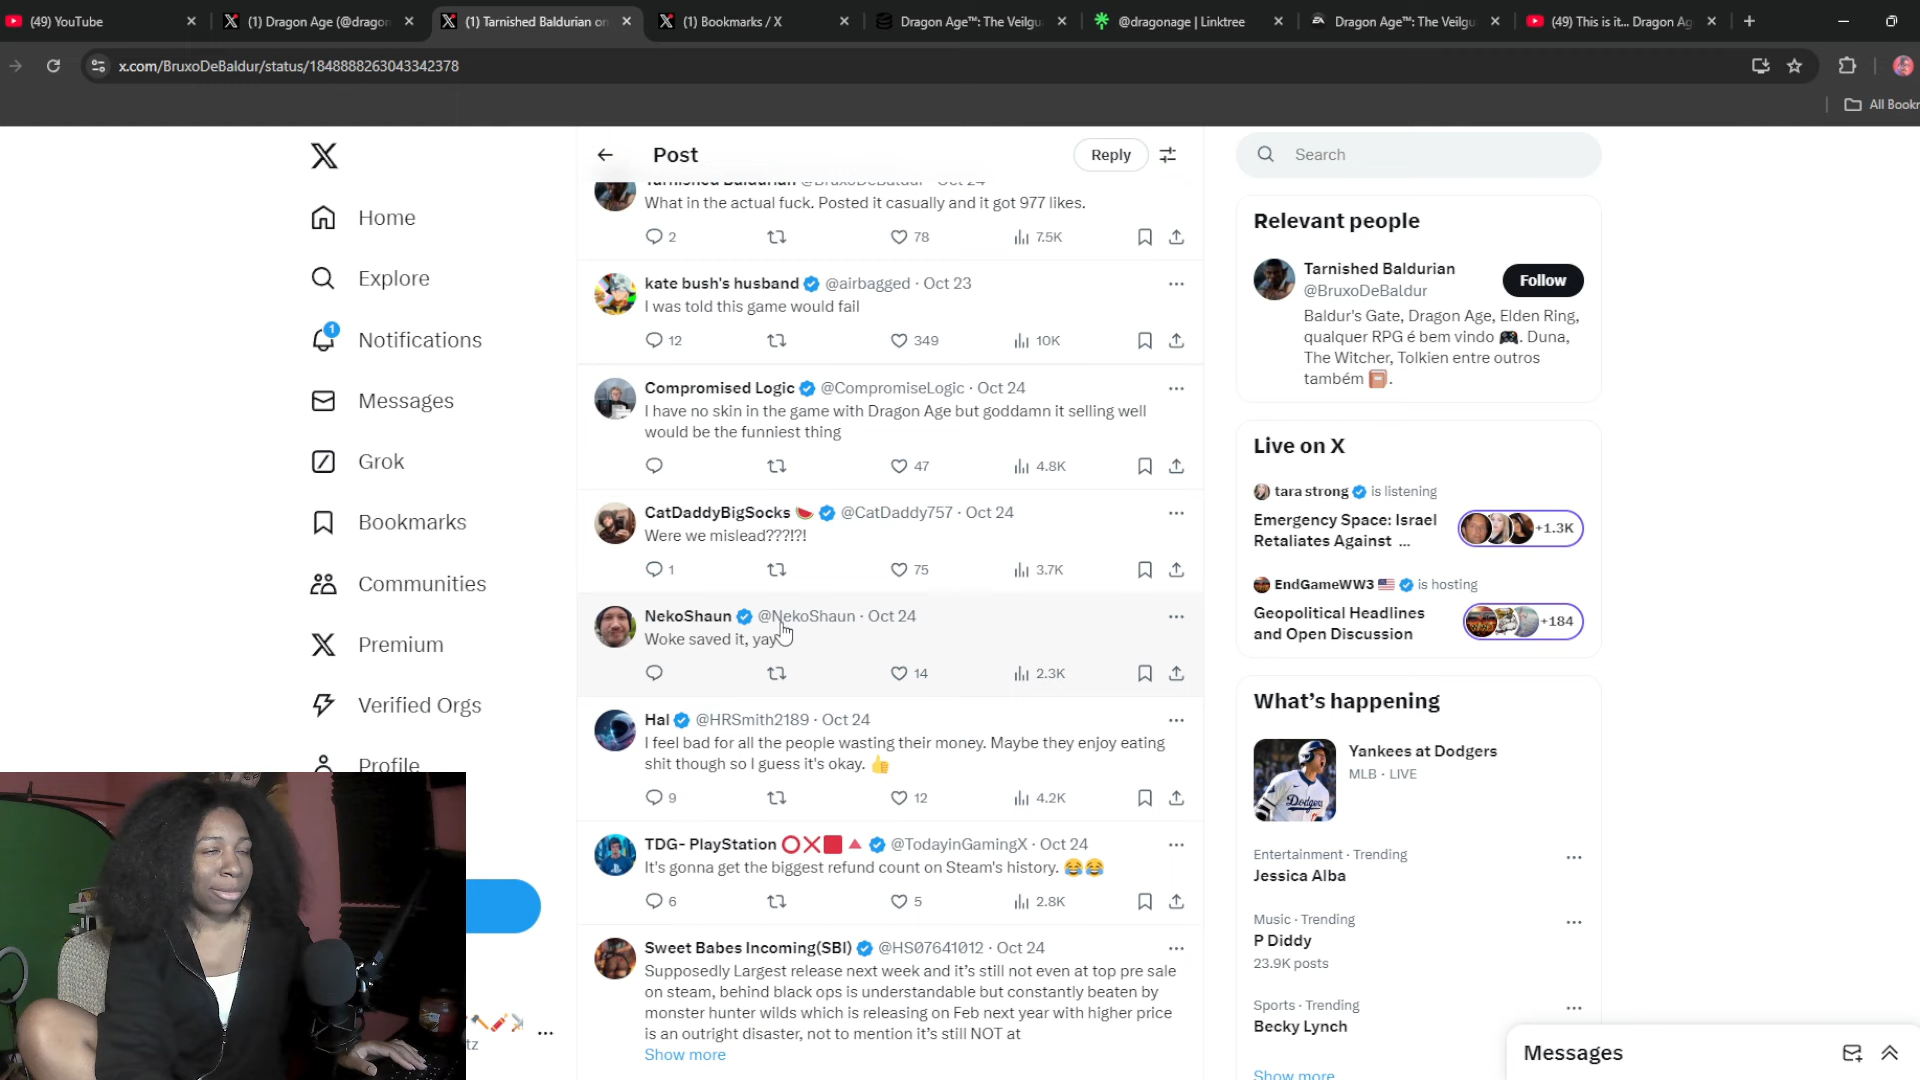 (49) YouTube
(1) Dragon Age (@dragon
(1) Tarnished Baldurian on
(1) Bookmarks / X
Dragon Age™: The Veilgu
@dragonage | Linktree
Dragon Age™: The Veilgu
(49) This is it... Dragon Ag
x.com/BruxoDeBaldur/status/1848888263043342378
All Bookr
Post
Reply
Search
Home
Explore
1
Notifications
Messages
Grok
Bookmarks
Communities
Premium
Verified Orgs
Profile
Tarnished Baldurian @BruxoDeBaldur · Oct 24
What in the actual fuck. Posted it casually and it got 977 likes.
2 78 7.5K
kate bush's husband @airbagged · Oct 23
I was told this game would fail
12 349 10K
Compromised Logic @CompromiseLogic · Oct 24
I have no skin in the game with Dragon Age but goddamn it selling well
would be the funniest thing
47 4.8K
CatDaddyBigSocks 🍉 @CatDaddy757 · Oct 24
Were we mislead???!?!
1 75 3.7K
NekoShaun @NekoShaun · Oct 24
Woke saved it, yay
14 2.3K
Hal @HRSmith2189 · Oct 24
I feel bad for all the people wasting their money. Maybe they enjoy eating
shit though so I guess it's okay. 👍
9 12 4.2K
TDG- PlayStation ⭕❌🟥🔺 @TodayinGamingX · Oct 24
It's gonna get the biggest refund count on Steam's history. 😂😂
6 5 2.8K
Sweet Babes Incoming(SBI) @HS07641012 · Oct 24
Supposedly Largest release next week and it's still not even at top pre sale
on steam, behind black ops is understandable but constantly beaten by
monster hunter wilds which is releasing on Feb next year with higher price
is an outright disaster, not to mention it's still NOT at
Show more
Relevant people
Tarnished Baldurian
@BruxoDeBaldur
Follow
Baldur's Gate, Dragon Age, Elden Ring,
qualquer RPG é bem vindo 🎮. Duna,
The Witcher, Tolkien entre outros
também 📕.
Live on X
tara strong is listening
Emergency Space: Israel
Retaliates Against ...
+1.3K
EndGameWW3 🇺🇸 is hosting
Geopolitical Headlines
and Open Discussion
+184
What's happening
Yankees at Dodgers
MLB · LIVE
Entertainment · Trending
Jessica Alba
Music · Trending
P Diddy
23.9K posts
Sports · Trending
Becky Lynch
Show more
Messages
tz